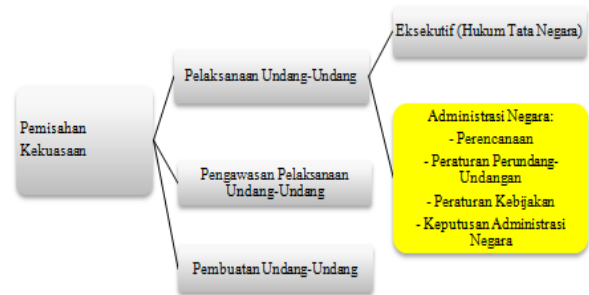 Pemisahan
Kekuasaan
Pelaksanaan Undang-Undang
Pengawasan Pelaksanaan
Undang-Undang
Pembuatan Undang-Undang
Eksekutif (Hukum Tata Negara)
Administrasi Negara:
- Perencanaan
- Peraturan Perundang-
Undangan
- Peraturan Kebijakan
- Keputusan Administrasi
Negara